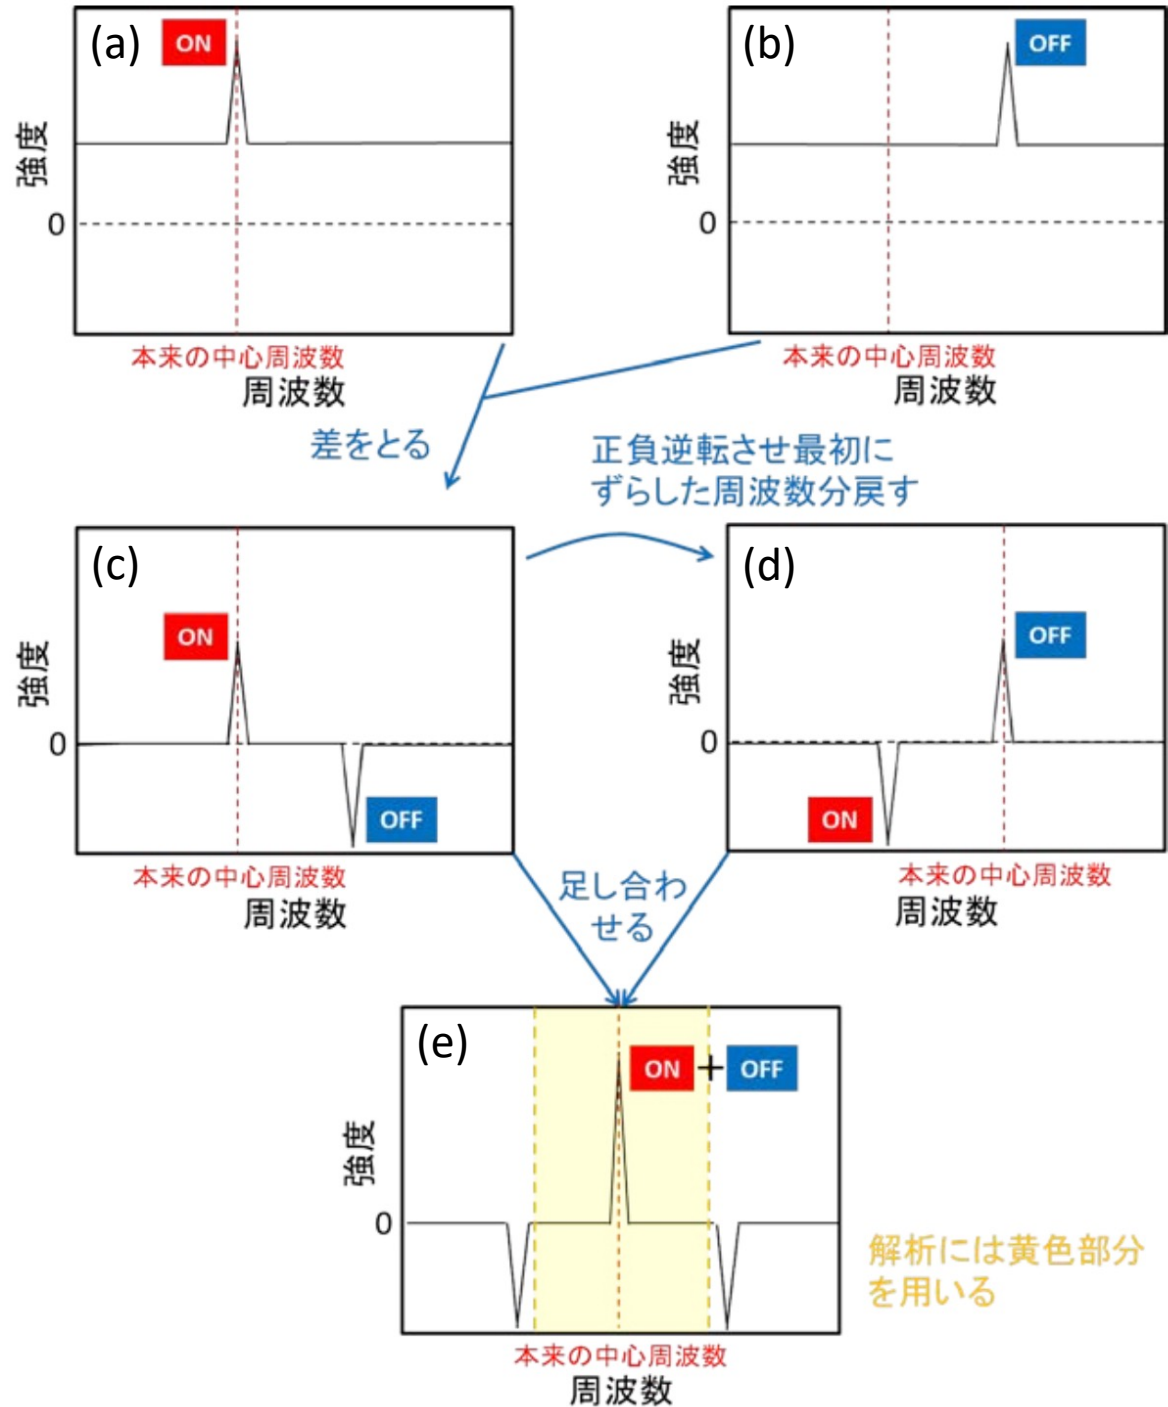 (a)
ON
強度
0
本来の中心周波数
周波数
(b)
OFF
強度
0
本来の中心周波数
周波数
差をとる
正負逆転させ最初に
ずらした周波数分戻す
(c)
ON
強度
0
OFF
本来の中心周波数
周波数
(d)
OFF
強度
0
ON
本来の中心周波数
周波数
足し合わ
せる
(e)
ON + OFF
強度
0
本来の中心周波数
周波数
解析には黄色部分
を用いる